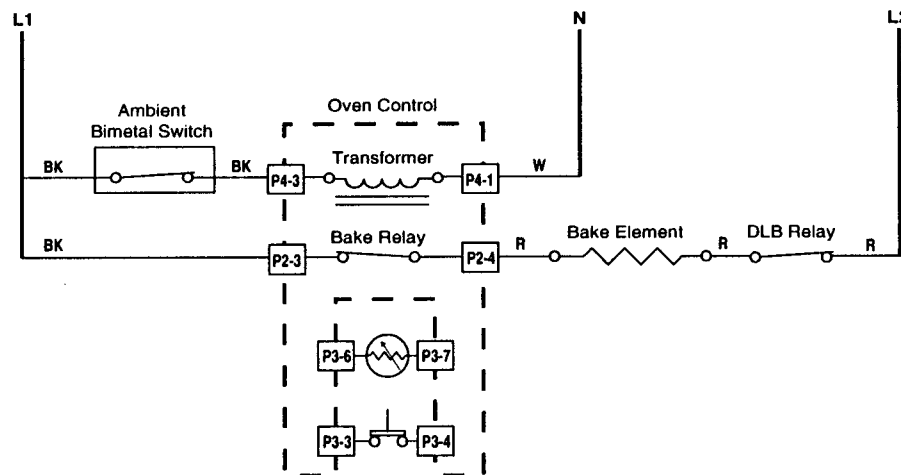 L1
N
L2
Oven Control
Ambient
Bimetal Switch
Transformer
BK
BK
P4-3
P4-1
W
BK
P2-3
Bake Relay
P2-4
R
Bake Element
R
DLB Relay
R
P3-6
P3-7
P3-3
P3-4